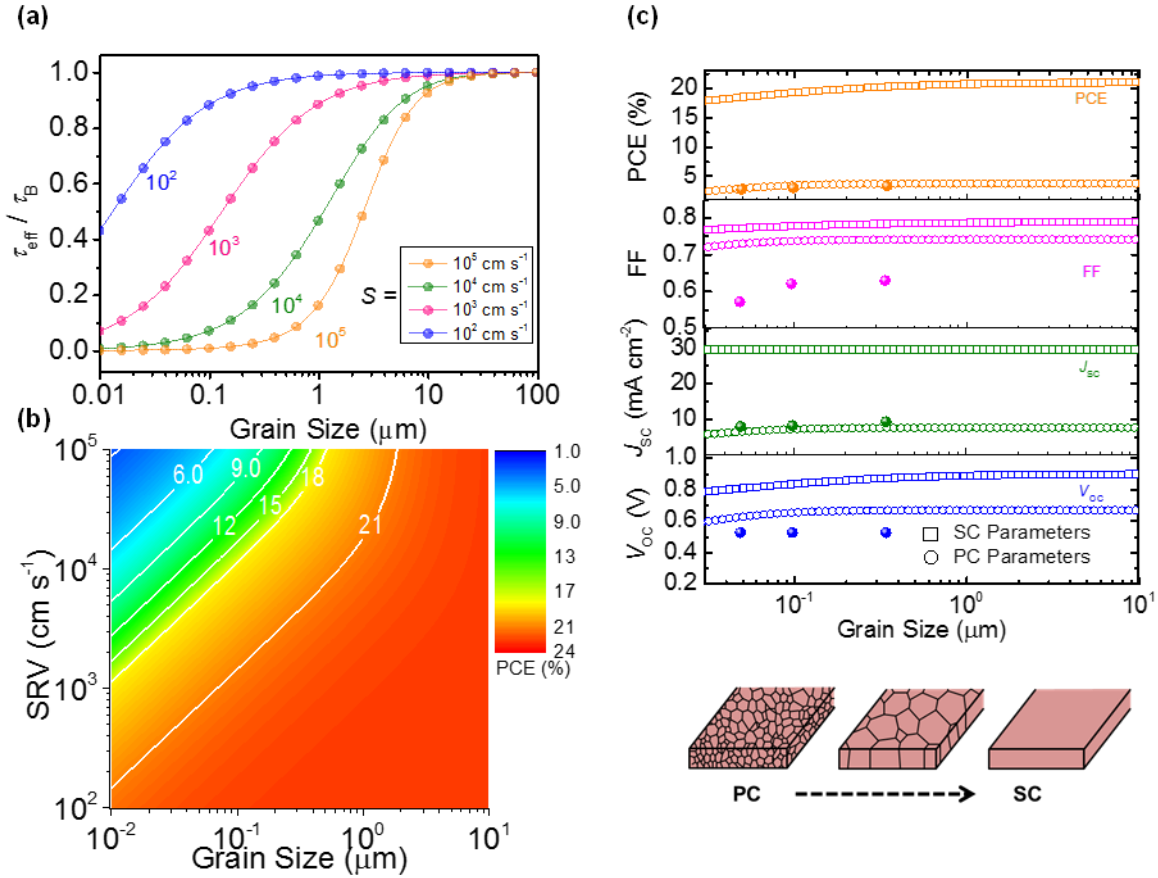 (a)
1.0
0.8
0.6
0.4
0.2
0.0
τeff / τB
10²
10³
10⁴
10⁵
S =
10⁵ cm s⁻¹
10⁴ cm s⁻¹
10³ cm s⁻¹
10² cm s⁻¹
0.01 0.1 1 10 100
Grain Size (μm)
(b)
10⁵
10⁴
10³
10²
SRV (cm s⁻¹)
6.0 9.0 18
15
12
21
1.0
5.0
9.0
13
17
21
24
PCE (%)
10⁻² 10⁻¹ 10⁰ 10¹
Grain Size (μm)
(c)
20
15
5
PCE (%)
PCE
0.8
0.7
0.6
0.5
FF
FF
30
20
10
JSC (mA cm⁻²)
Jsc
1.0
0.8
0.6
0.4
0.2
VOC (V)
Voc
SC Parameters
PC Parameters
10⁻¹ 10⁰ 10¹
Grain Size (μm)
PC SC